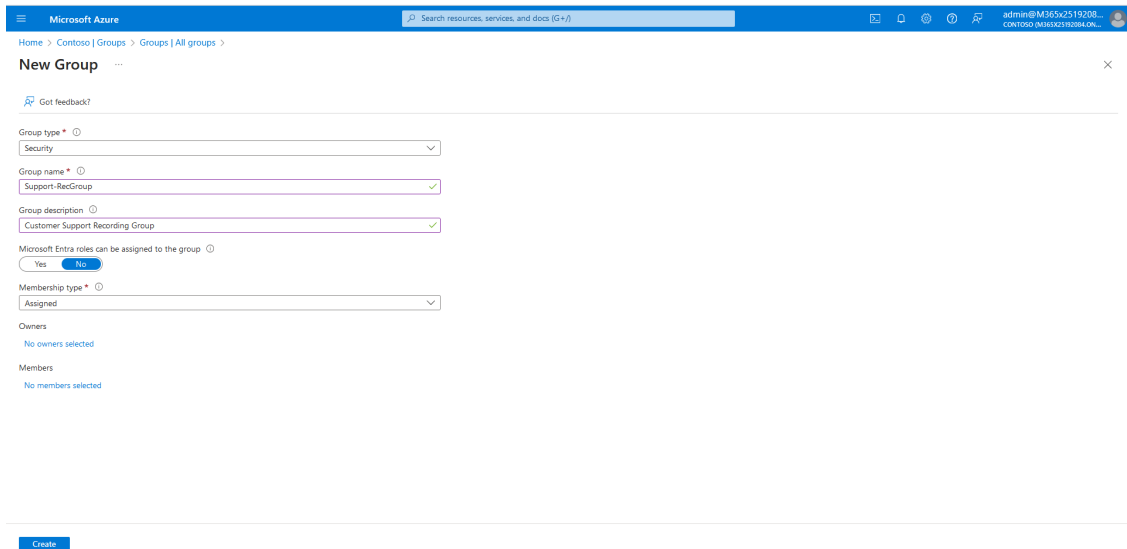 Microsoft Azure
Search resources, services, and docs (G+/)
admin@M365x2519208...
CONTOSO (M365X25192084.ON...
Home > Contoso | Groups > Groups | All groups >
New Group ...
Got feedback?
Group type *
Security
Group name *
Support-RecGroup
Group description
Customer Support Recording Group
Microsoft Entra roles can be assigned to the group
Yes No
Membership type *
Assigned
Owners
No owners selected
Members
No members selected
Create